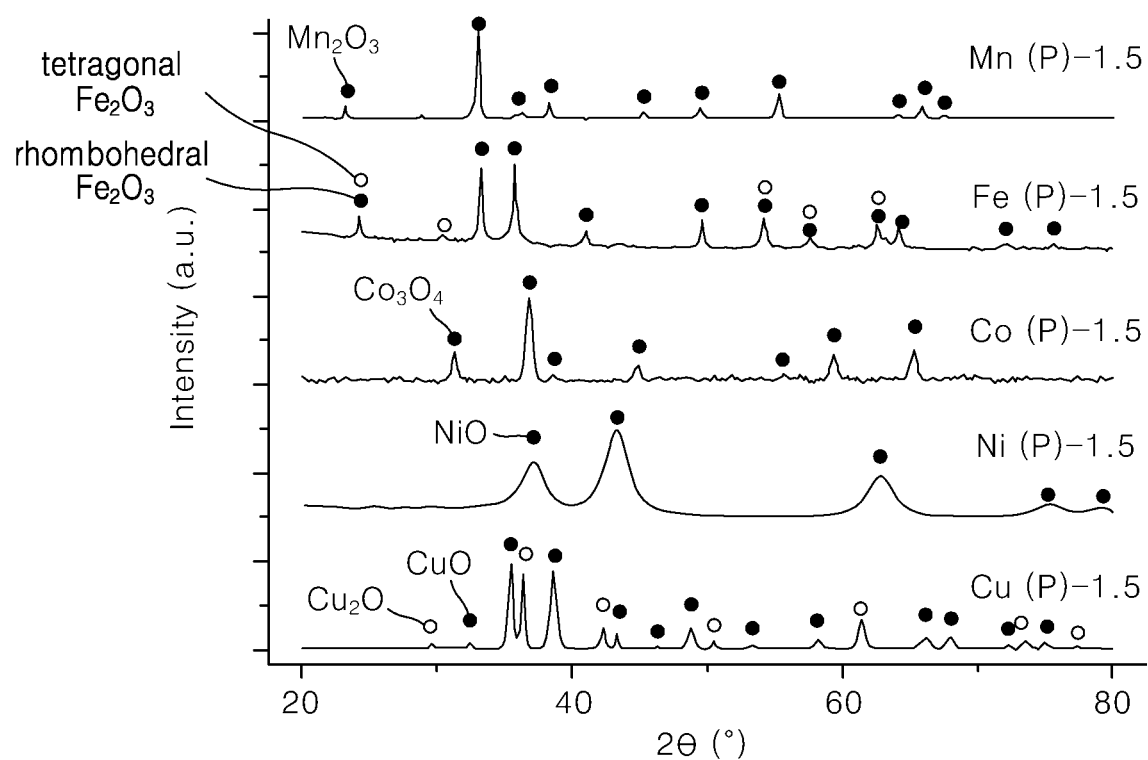 Mn₂O₃
Mn (P)-1.5
tetragonal
Fe₂O₃
rhombohedral
Fe₂O₃
Fe (P)-1.5
Co₃O₄
Co (P)-1.5
NiO
Ni (P)-1.5
CuO
Cu₂O
Cu (P)-1.5
Intensity (a.u.)
20
40
60
80
2Θ (°)